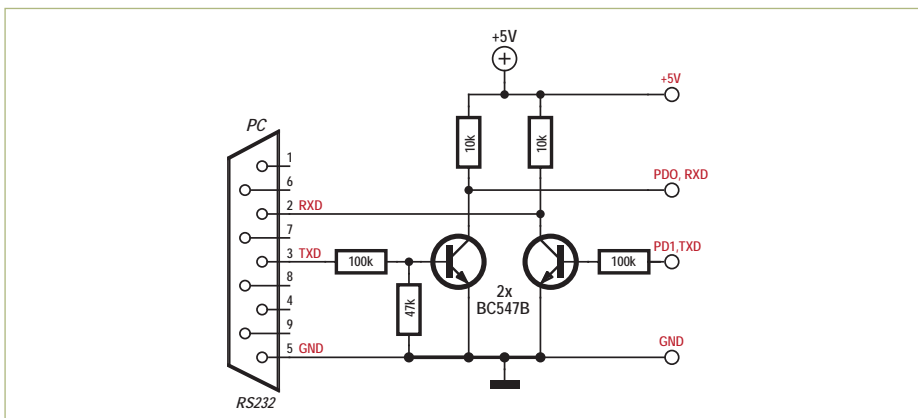 +5V
+5V
PC
10k
10k
1
6
PD0, RXD
2 RXD
7
3 TXD
100k
100k
PD1,TXD
8
47k
2x
BC547B
4
9
5 GND
GND
RS232